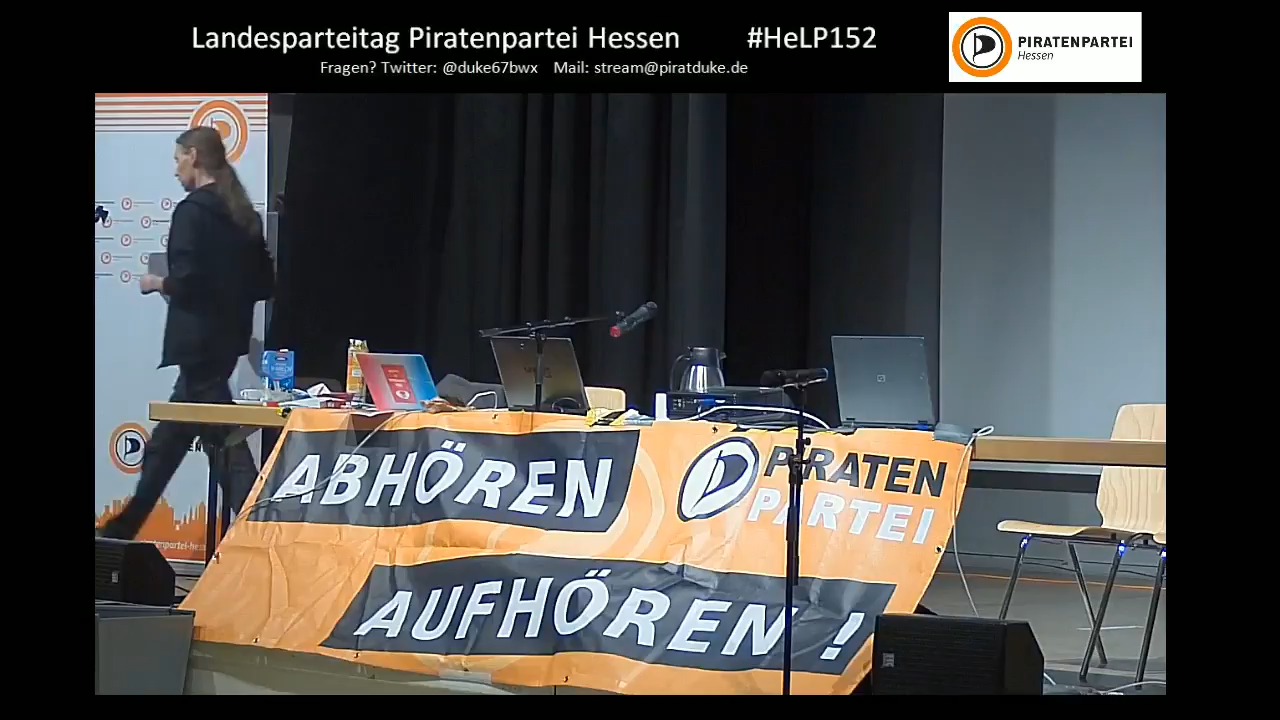 Landesparteitag Piratenpartei Hessen #HeLP152
Fragen? Twitter: @duke67bwx Mail: stream@piratduke.de
PIRATENPARTEI
Hessen
ABHÖREN
PIRATEN
PARTEI
AUFHÖREN !